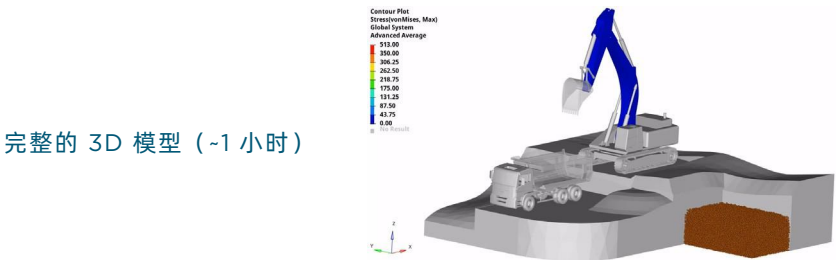 完整的 3D 模型（~1 小时）
Contour Plot
Stress(vonMises, Max)
Global System
Advanced Average
513.00
350.00
306.25
262.50
218.75
175.00
131.25
87.50
43.75
0.00
No Result
Z
Y
X